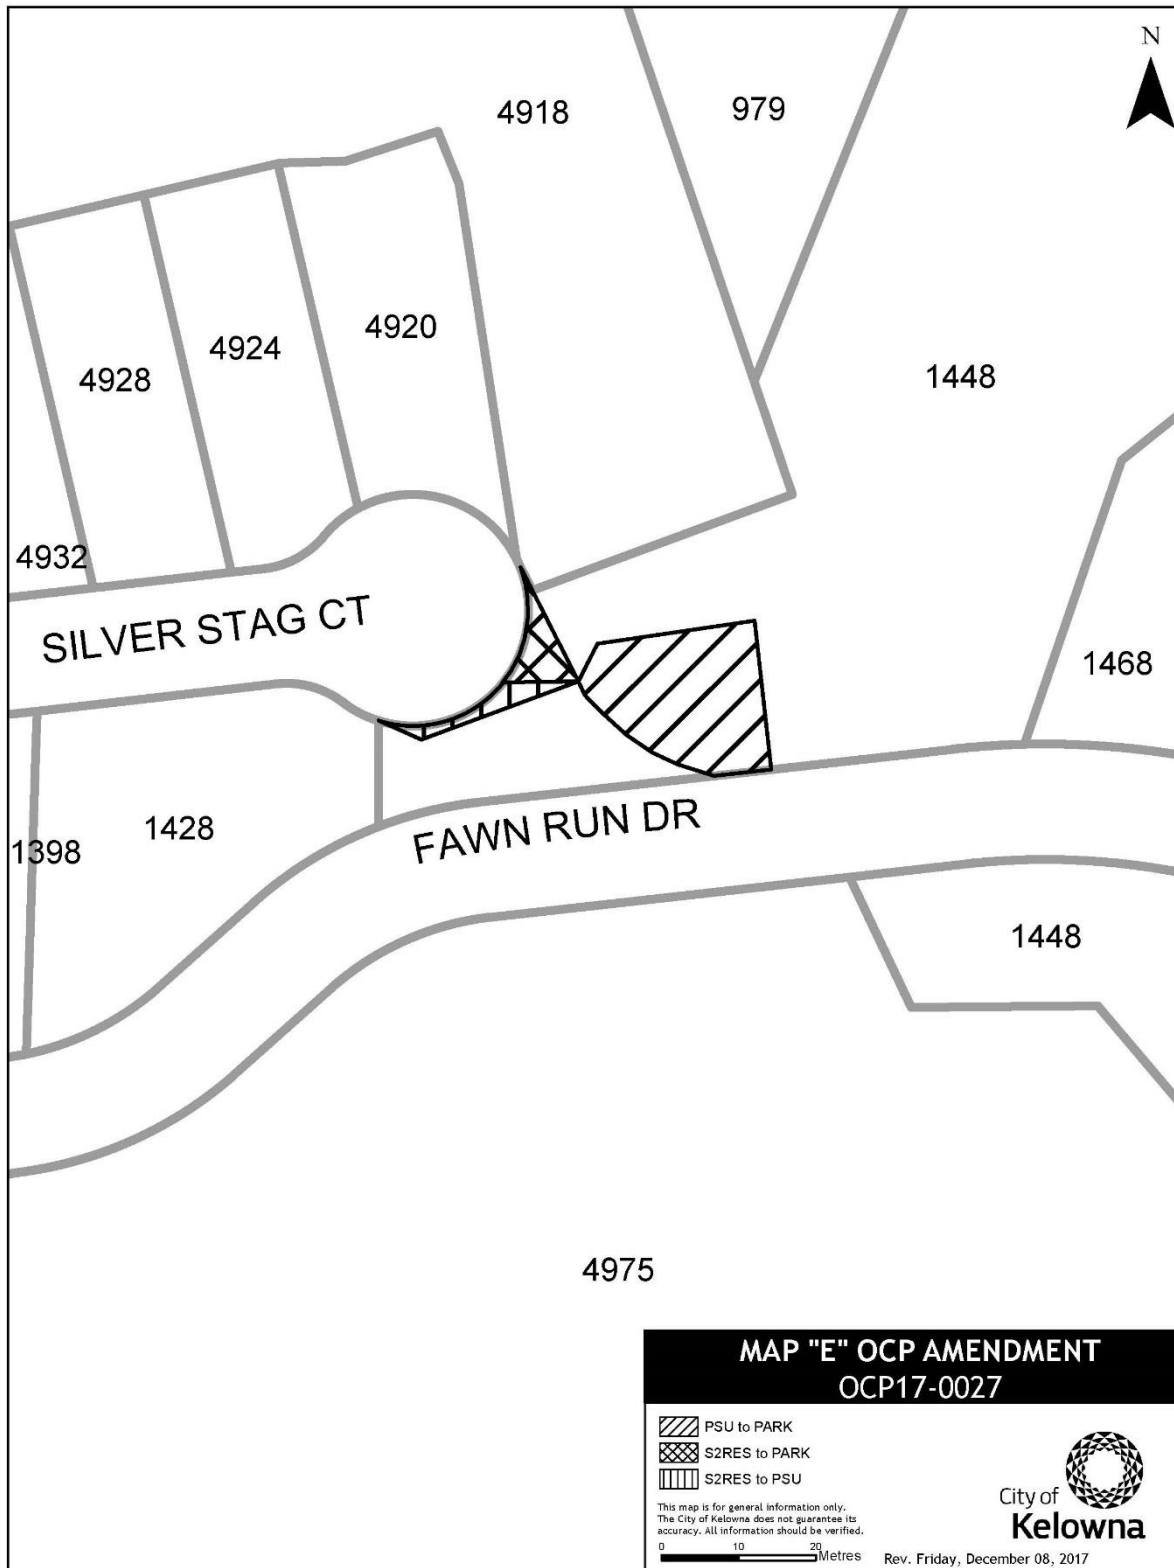 N
4918
979
4920
4924
4928
1448
4932
SILVER STAG CT
1468
1398
1428
FAWN RUN DR
1448
4975
MAP "E" OCP AMENDMENT
OCP17-0027
PSU to PARK
S2RES to PARK
S2RES to PSU
This map is for general information only.
The City of Kelowna does not guarantee its
accuracy. All information should be verified.
0 10 20
Metres
City of
Kelowna
Rev. Friday, December 08, 2017